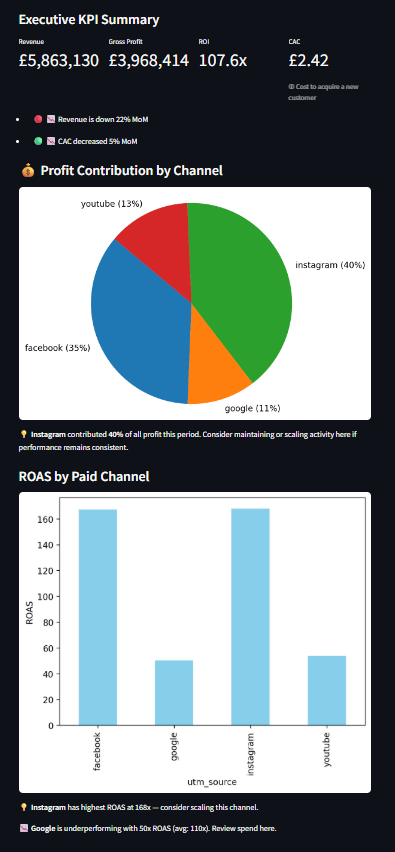 Executive KPI Summary
Revenue Gross Profit ROI CAC
£5,863,130 £3,968,414 107.6x £2.42
Cost to acquire a new
customer
Revenue is down 22% MoM
CAC decreased 5% MoM
Profit Contribution by Channel
youtube (13%)
instagram (40%)
facebook (35%)
google (11%)
Instagram contributed 40% of all profit this period. Consider maintaining or scaling activity here if
performance remains consistent.
ROAS by Paid Channel
160
140
120
100
80
60
40
20
0
ROAS
facebook
google
instagram
youtube
utm_source
Instagram has highest ROAS at 168x — consider scaling this channel.
Google is underperforming with 50x ROAS (avg: 110x). Review spend here.